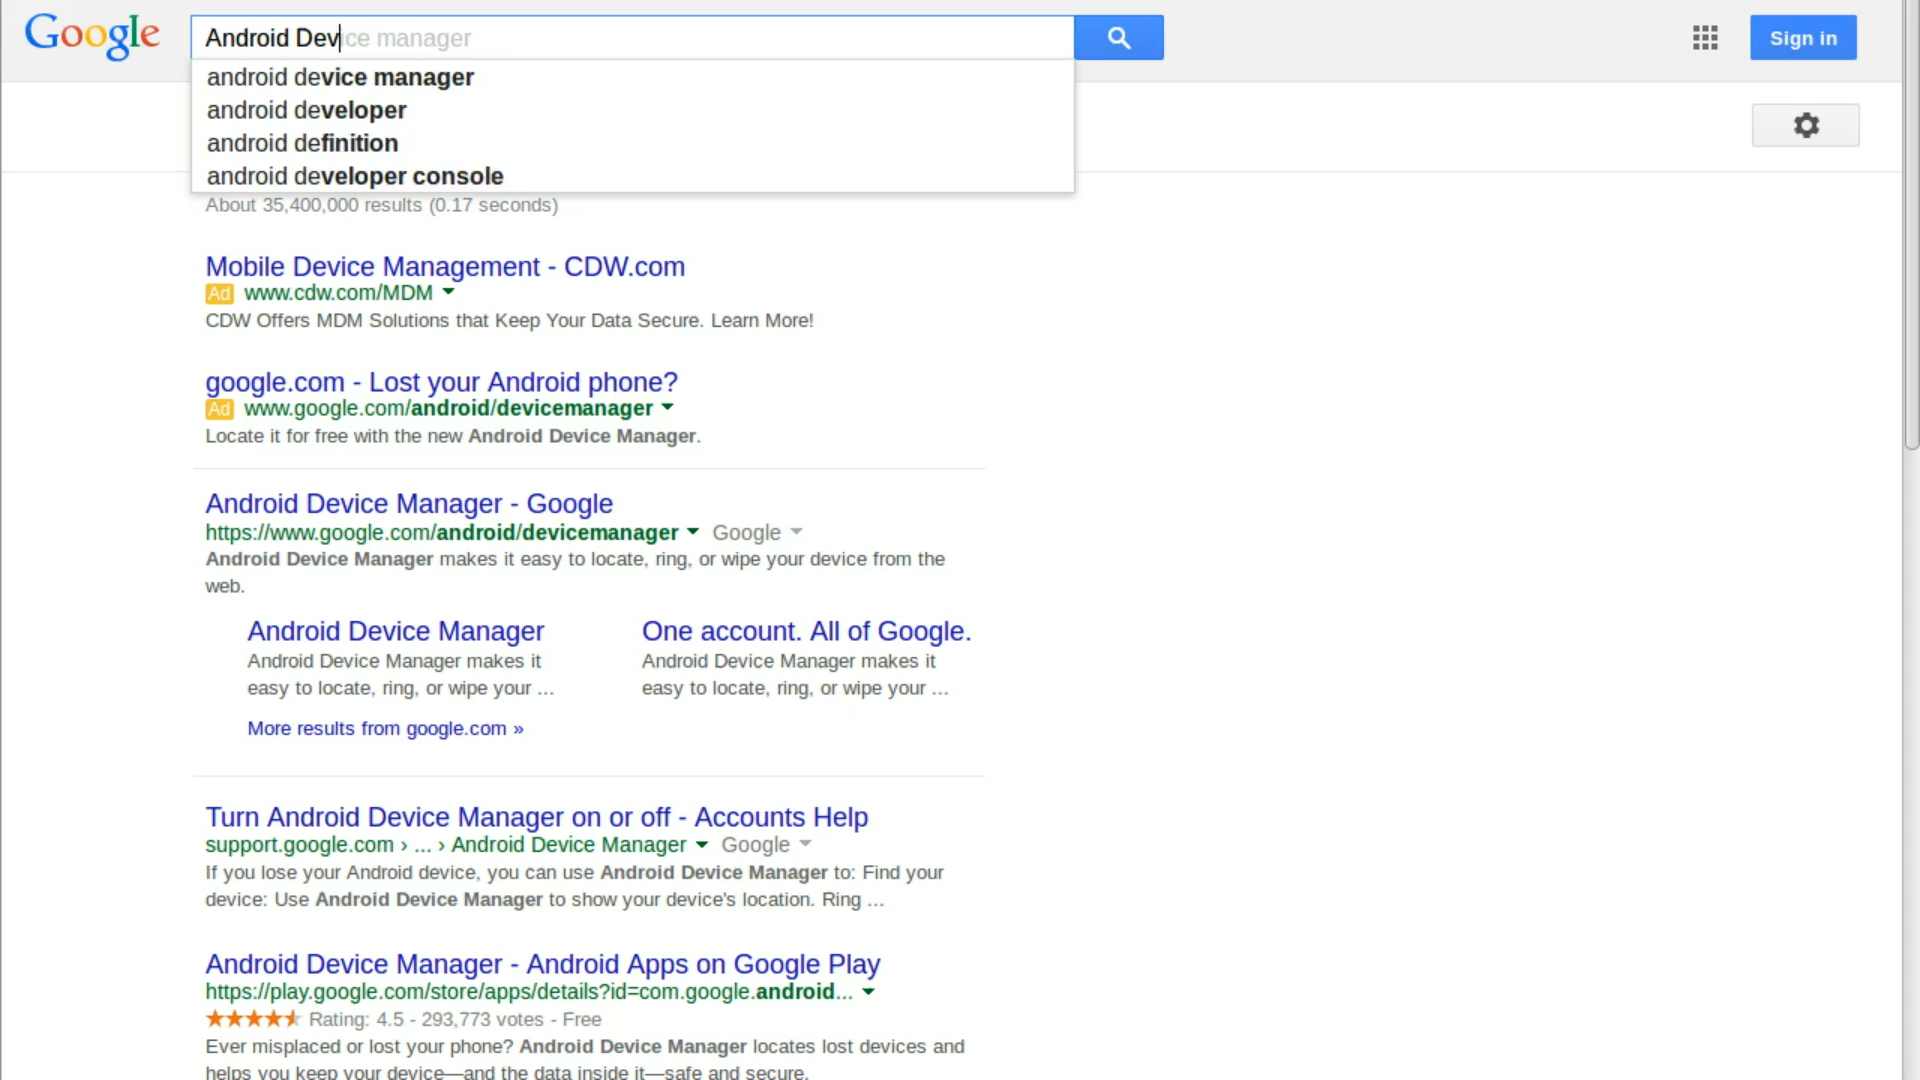 Google
Android Device manager
Sign in
android device manager
android developer
android definition
android developer console
About 35,400,000 results (0.17 seconds)
Mobile Device Management - CDW.com
Ad www.cdw.com/MDM
CDW Offers MDM Solutions that Keep Your Data Secure. Learn More!
google.com - Lost your Android phone?
Ad www.google.com/android/devicemanager
Locate it for free with the new Android Device Manager.
Android Device Manager - Google
https://www.google.com/android/devicemanager Google
Android Device Manager makes it easy to locate, ring, or wipe your device from the
web.
Android Device Manager
Android Device Manager makes it
easy to locate, ring, or wipe your ...
One account. All of Google.
Android Device Manager makes it
easy to locate, ring, or wipe your ...
More results from google.com »
Turn Android Device Manager on or off - Accounts Help
support.google.com › ... › Android Device Manager Google
If you lose your Android device, you can use Android Device Manager to: Find your
device: Use Android Device Manager to show your device's location. Ring ...
Android Device Manager - Android Apps on Google Play
https://play.google.com/store/apps/details?id=com.google.android...
Rating: 4.5 - 293,773 votes - Free
Ever misplaced or lost your phone? Android Device Manager locates lost devices and
helps you keep your device—and the data inside it—safe and secure.